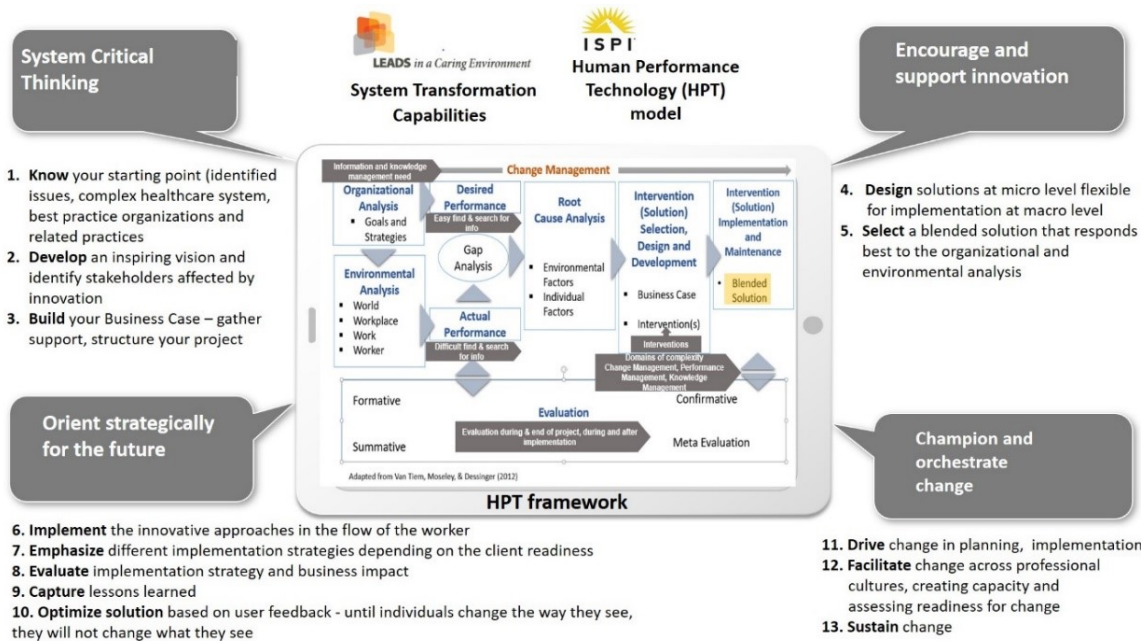 System Critical
Thinking
LEADS in a Caring Environment
System Transformation
Capabilities
ISPI
Human Performance
Technology (HPT)
model
Encourage and
support innovation
1. Know your starting point (identified
issues, complex healthcare system,
best practice organizations and
related practices
2. Develop an inspiring vision and
identify stakeholders affected by
innovation
3. Build your Business Case – gather
support, structure your project
Information and knowledge
management need
Change Management
Organizational
Analysis
▪ Goals and
Strategies
Desired
Performance
Easy find & search for
info
Gap
Analysis
Environmental
Analysis
▪ World
▪ Workplace
▪ Work
▪ Worker
Actual
Performance
Difficult find & search
for info
Root
Cause Analysis
▪ Environmental
Factors
▪ Individual
Factors
Intervention
(Solution)
Selection,
Design and
Development
▪ Business Case
▪ Intervention(s)
Interventions
Domains of complexity
Change Management, Performance
Management, Knowledge
Management
Intervention
(Solution)
Implementation
and
Maintenance
▪ Blended
Solution
Formative
Summative
Evaluation
Evaluation during & end of project, during and after
implementation
Confirmative
Meta Evaluation
Adapted from Van Tiem, Moseley, & Dessinger (2012)
HPT framework
4. Design solutions at micro level flexible
for implementation at macro level
5. Select a blended solution that responds
best to the organizational and
environmental analysis
Orient strategically
for the future
Champion and
orchestrate
change
6. Implement the innovative approaches in the flow of the worker
7. Emphasize different implementation strategies depending on the client readiness
8. Evaluate implementation strategy and business impact
9. Capture lessons learned
10. Optimize solution based on user feedback - until individuals change the way they see,
they will not change what they see
11. Drive change in planning, implementation
12. Facilitate change across professional
cultures, creating capacity and
assessing readiness for change
13. Sustain change